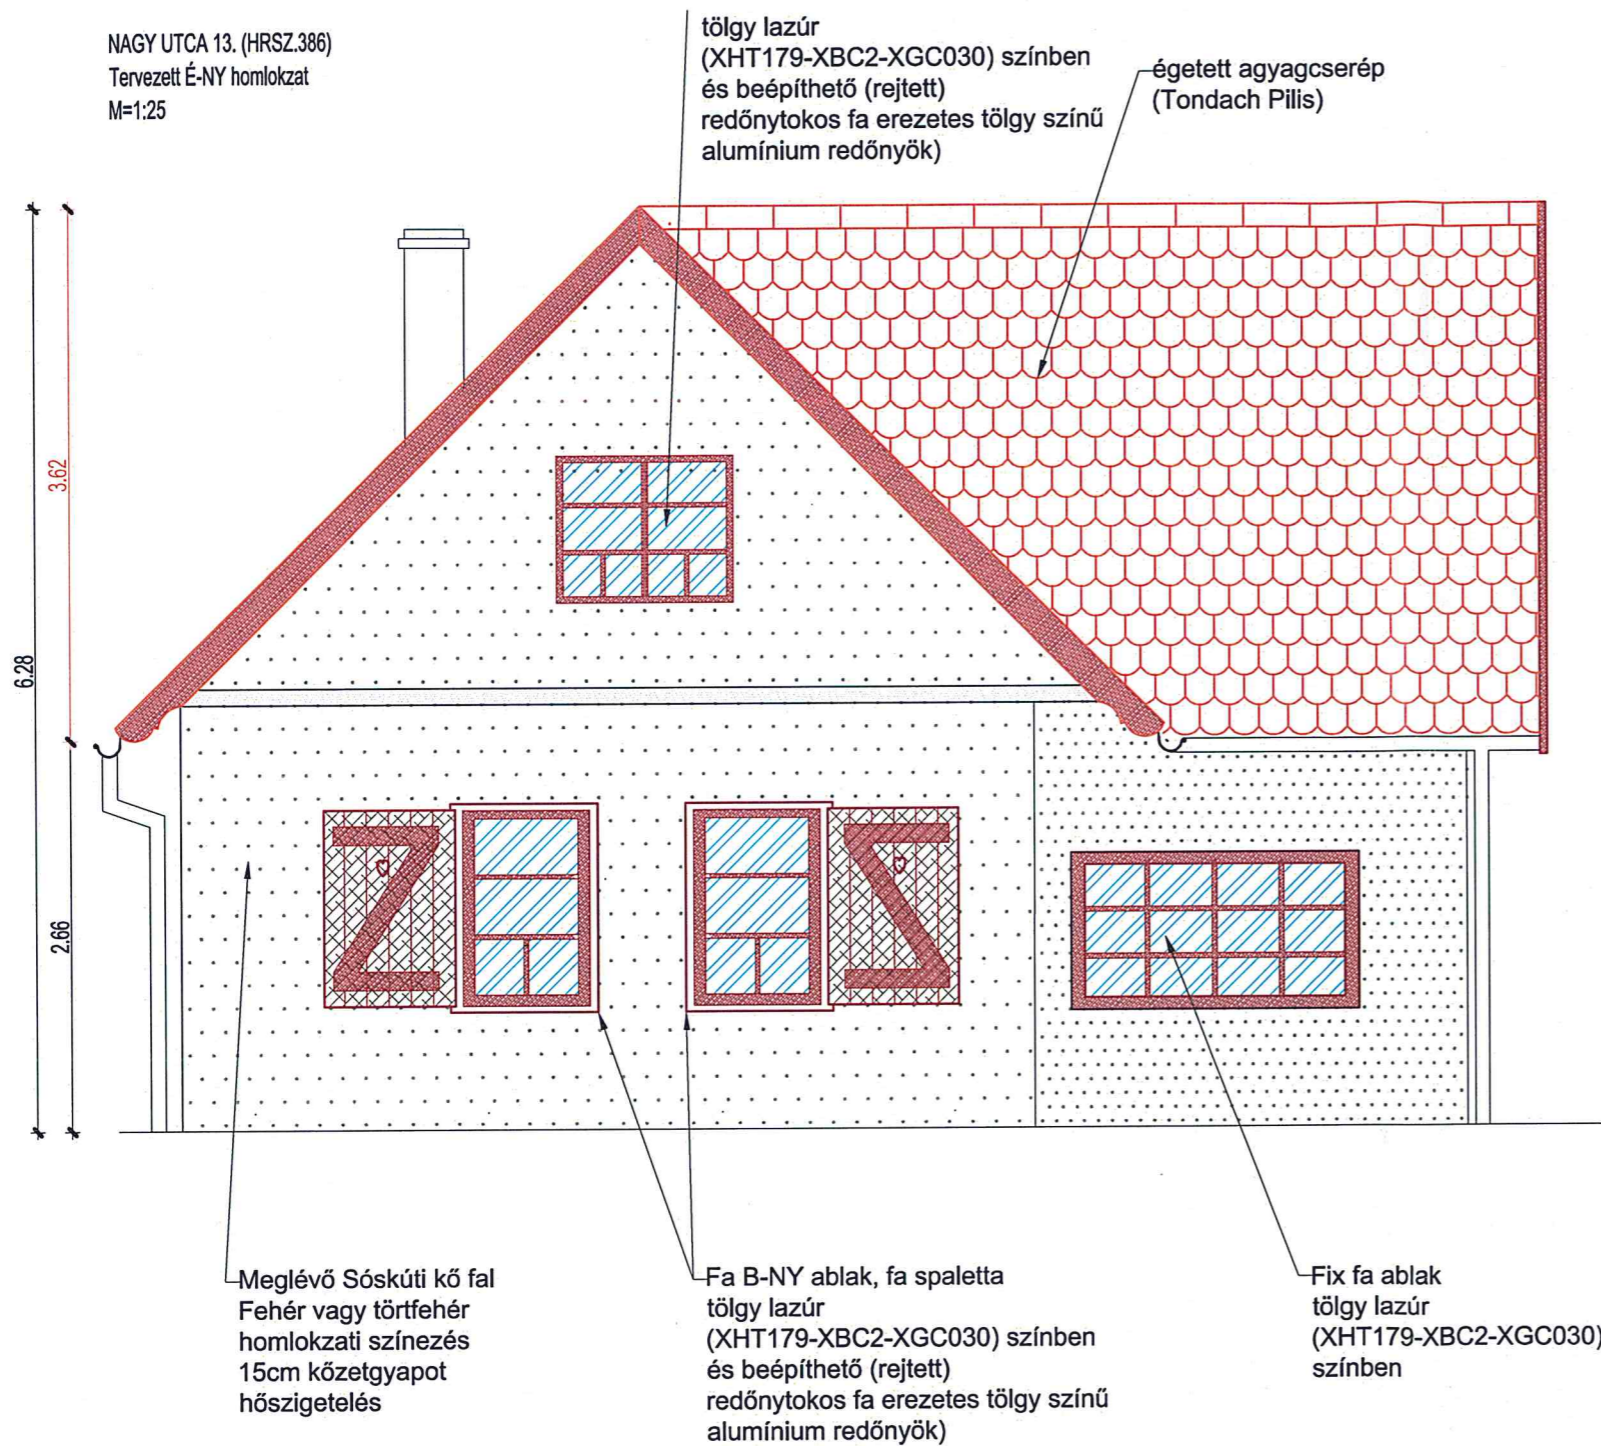 NAGY UTCA 13. (HRSZ.386)
Tervezett É-NY homlokzat
M=1:25
tölgy lazúr
(XHT179-XBC2-XGC030) színben
és beépíthető (rejtett)
redőnytokos fa erezetes tölgy színű
alumínium redőnyök)
égetett agyagcserép
(Tondach Pilis)
3.62
6.28
2.66
Meglévő Sóskúti kő fal
Fehér vagy törtfehér
homlokzati színezés
15cm kőzetgyapot
hőszigetelés
Fa B-NY ablak, fa spaletta
tölgy lazúr
(XHT179-XBC2-XGC030) színben
és beépíthető (rejtett)
redőnytokos fa erezetes tölgy színű
alumínium redőnyök)
Fix fa ablak
tölgy lazúr
(XHT179-XBC2-XGC030)
színben